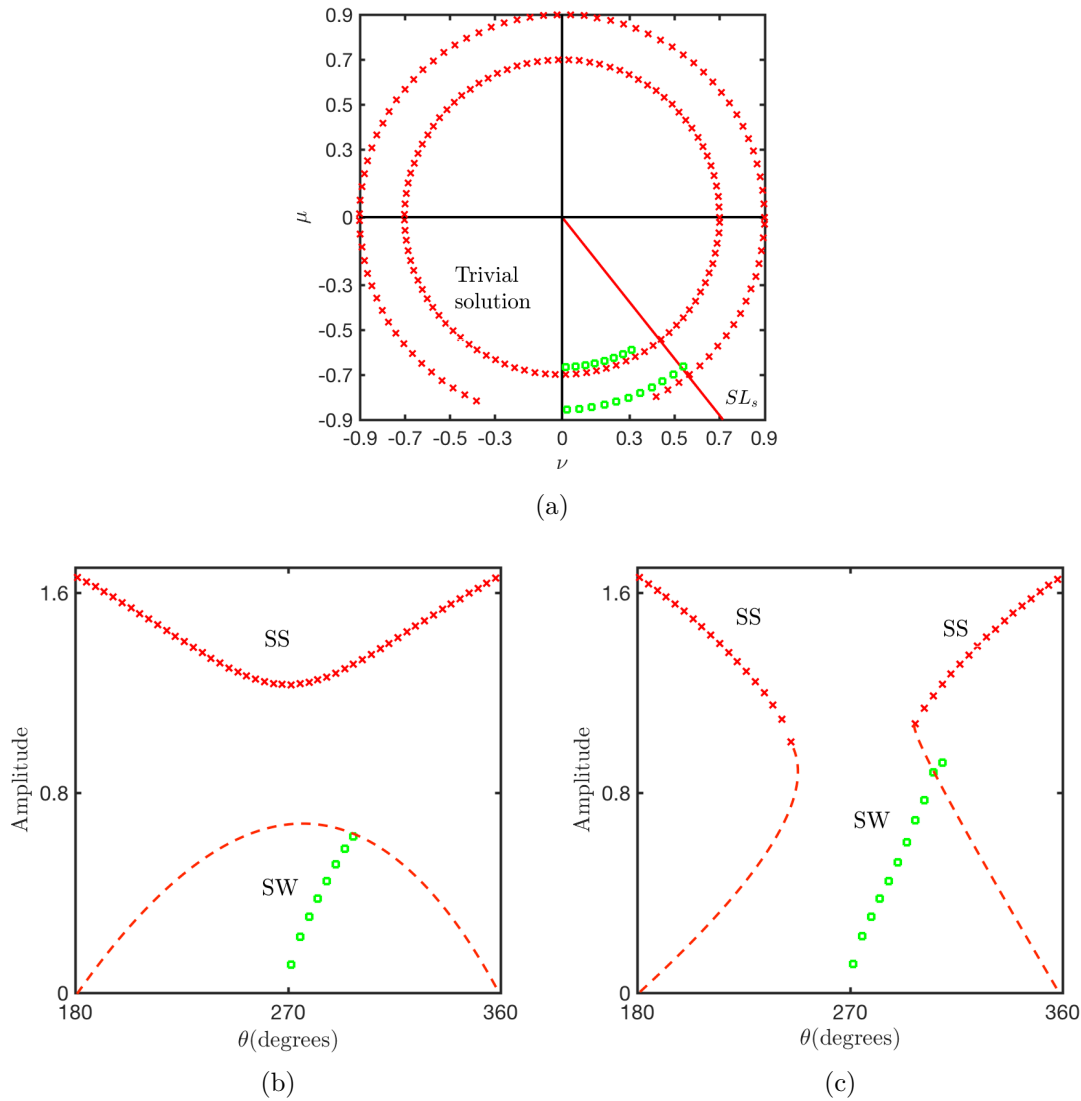 0.9
0.7
0.5
0.3
0
-0.3
-0.5
-0.7
-0.9
μ
Trivial
solution
SL_s
-0.9 -0.7 -0.5 -0.3 0 0.3 0.5 0.7 0.9
ν
(a)
1.6
0.8
0
Amplitude
SS
SW
180 270 360
θ(degrees)
(b)
1.6
0.8
0
Amplitude
SS
SS
SW
180 270 360
θ(degrees)
(c)